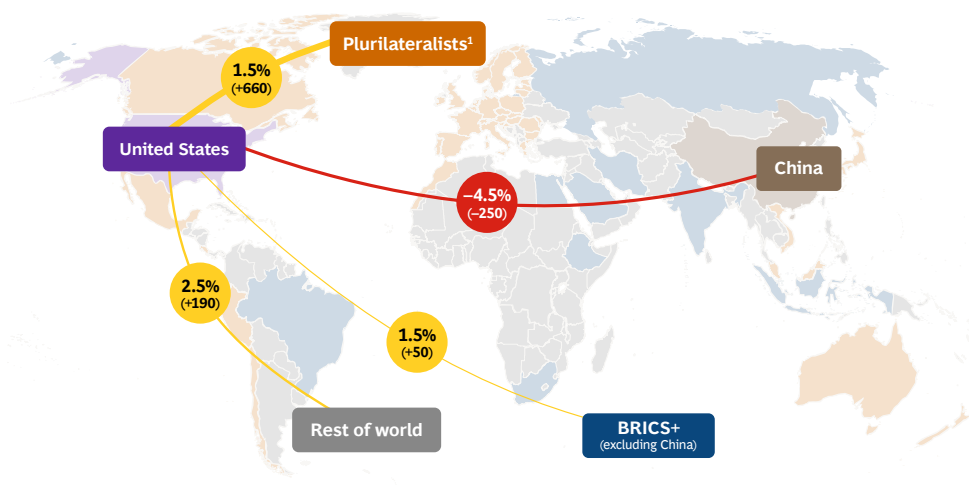 Plurilateralists¹
1.5%
(+660)
United States
China
–4.5%
(–250)
2.5%
(+190)
1.5%
(+50)
Rest of world
BRICS+
(excluding China)